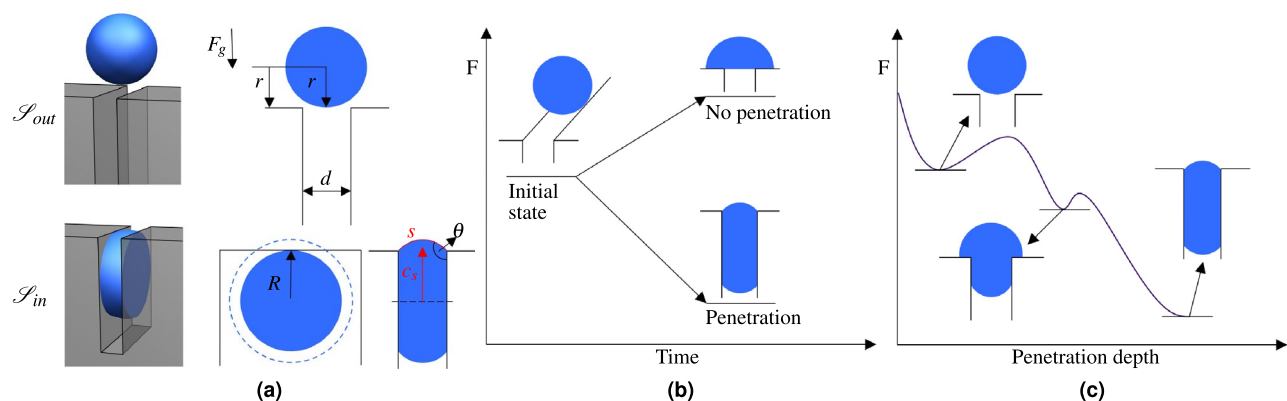 𝒮out
Fg
r
r
d
𝒮in
R
s
cs
θ
(a)
F
No penetration
Initial
state
Penetration
Time
(b)
F
Penetration depth
(c)